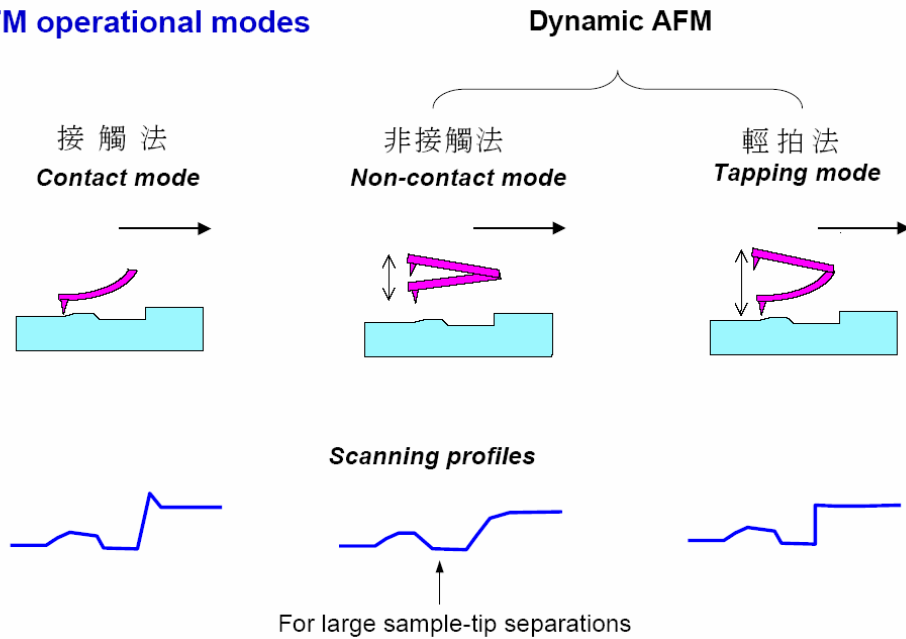 FM operational modes
Dynamic AFM
接觸法
非接觸法
輕拍法
Contact mode
Non-contact mode
Tapping mode
Scanning profiles
For large sample-tip separations